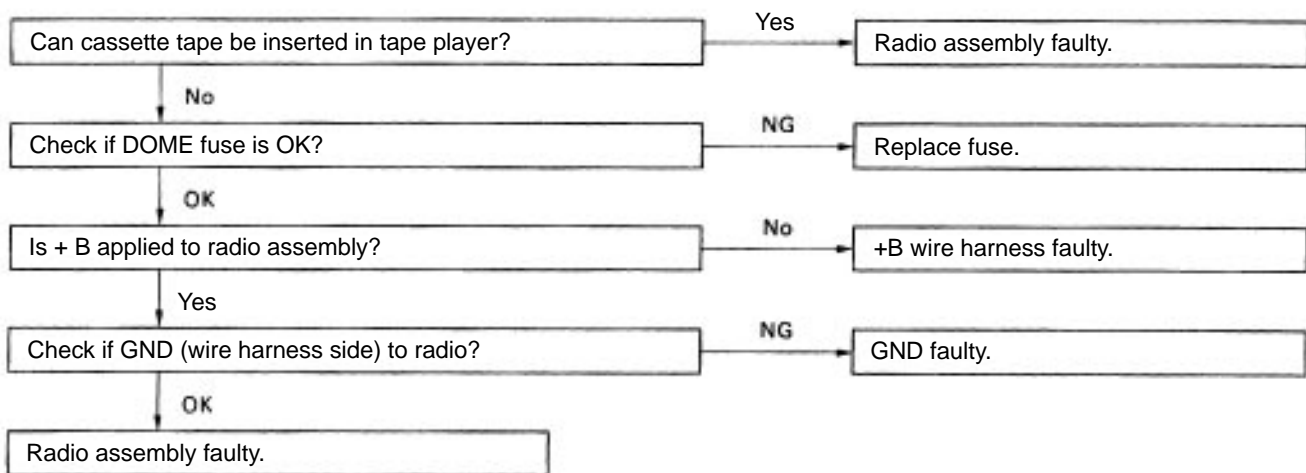 Can cassette tape be inserted in tape player?
Yes
Radio assembly faulty.
No
Check if DOME fuse is OK?
NG
Replace fuse.
OK
Is + B applied to radio assembly?
No
+B wire harness faulty.
Yes
Check if GND (wire harness side) to radio?
NG
GND faulty.
OK
Radio assembly faulty.